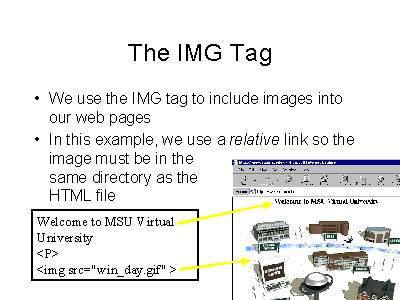 The IMG Tag
• We use the IMG tag to include images into
our web pages
• In this example, we use a relative link so the
image must be in the
same directory as the
HTML file
Welcome to MSU Virtual
University
<P>
<img src="win_day.gif" >
Welcome to MSU Virtual University